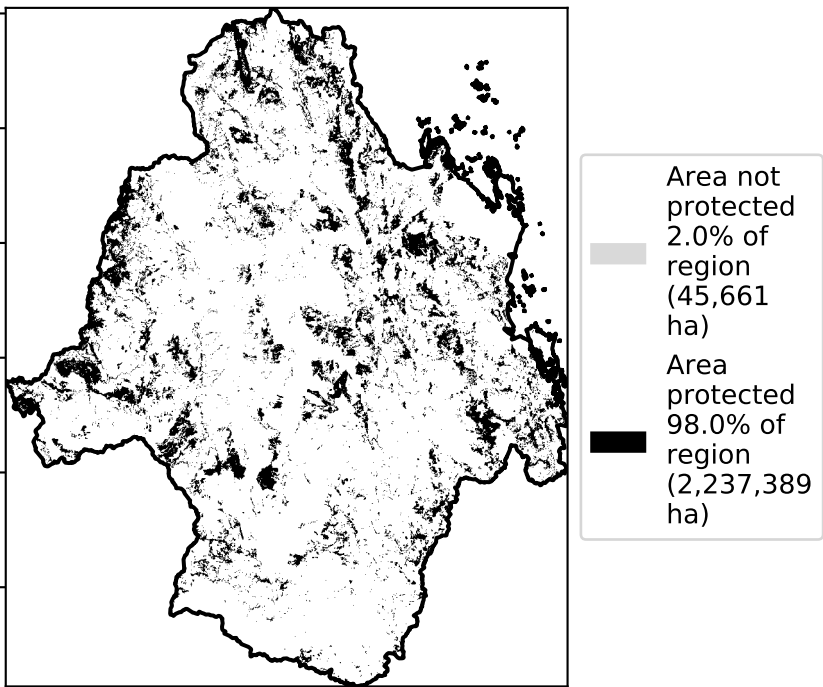 Area not
protected
2.0% of
region
(45,661
ha)
Area
protected
98.0% of
region
(2,237,389
ha)